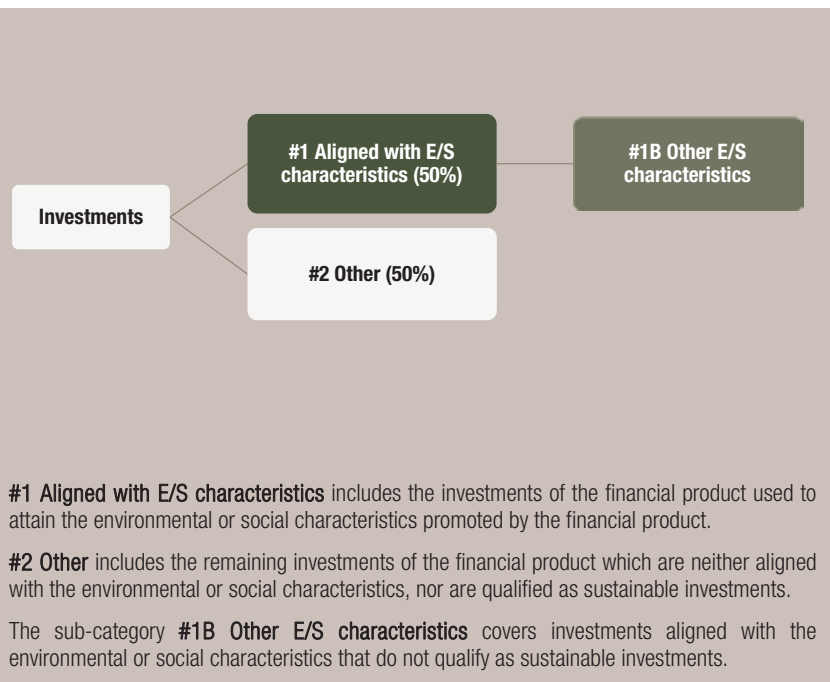 #1 Aligned with E/S
characteristics (50%)
#1B Other E/S
characteristics
Investments
#2 Other (50%)
#1 Aligned with E/S characteristics includes the investments of the financial product used to
attain the environmental or social characteristics promoted by the financial product.
#2 Other includes the remaining investments of the financial product which are neither aligned
with the environmental or social characteristics, nor are qualified as sustainable investments.
The sub-category #1B Other E/S characteristics covers investments aligned with the
environmental or social characteristics that do not qualify as sustainable investments.